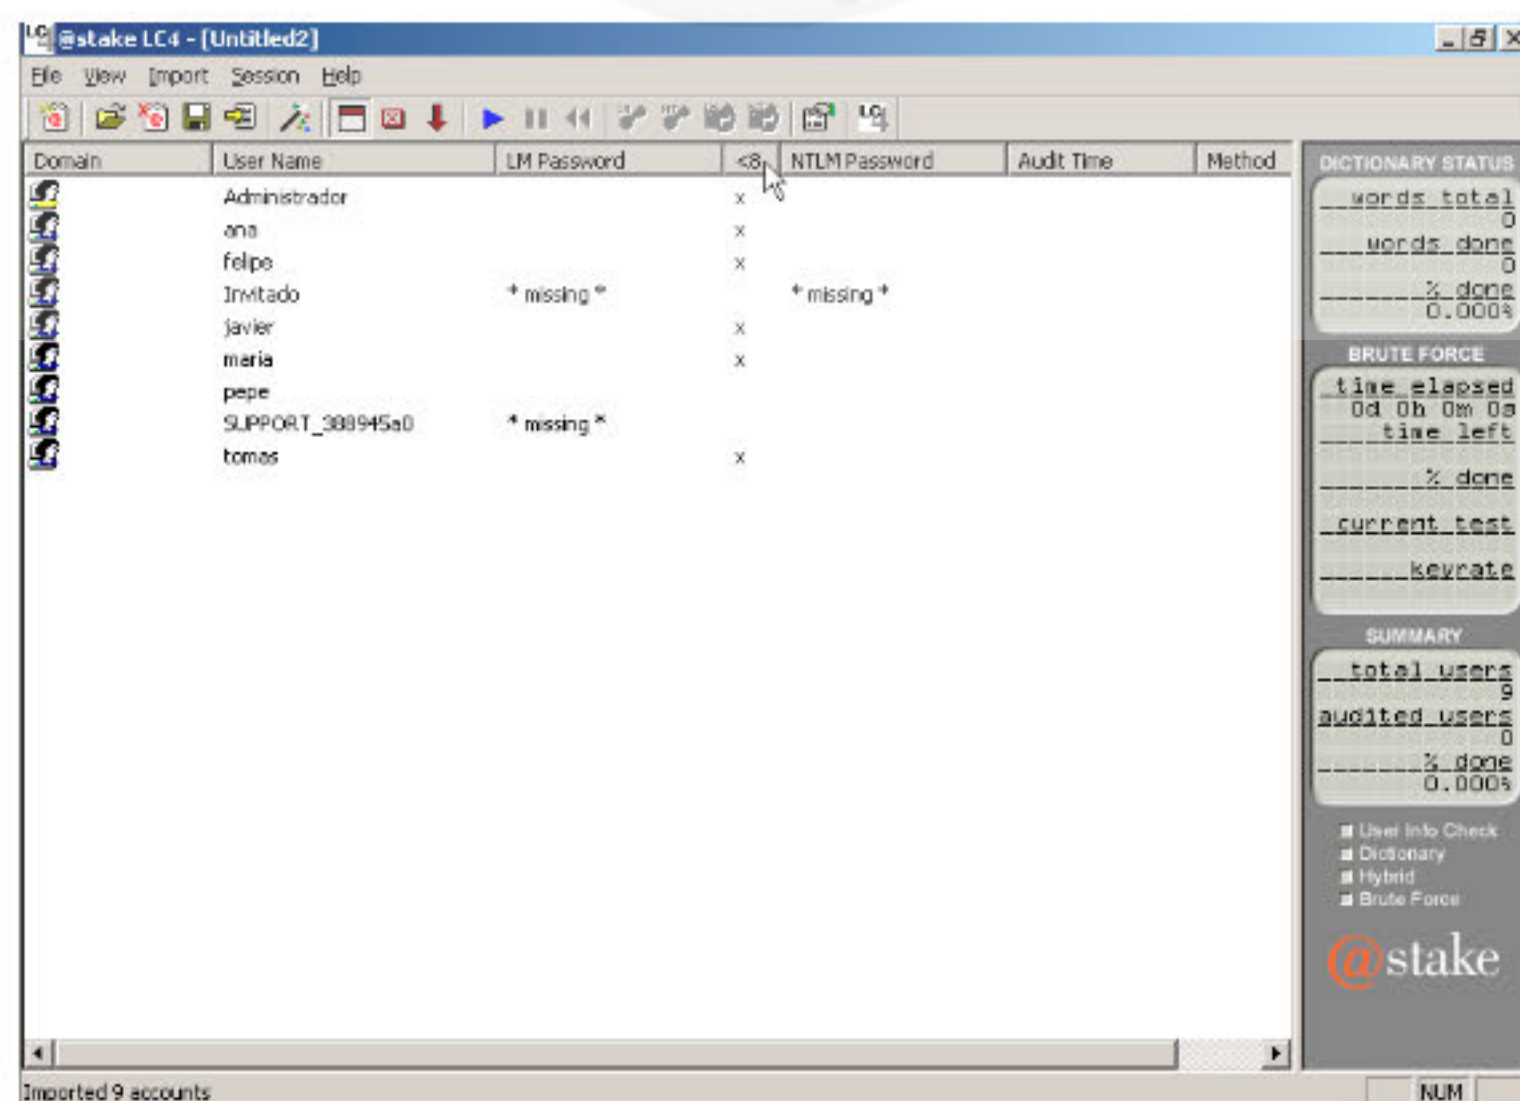 @stake LC4 - [Untitled2]
File View Import Session Help
Domain User Name LM Password <8 NTLM Password Audit Time Method
Administrador x
ana x
felipe x
Invitado * missing * * missing *
javier x
maria x
pepe
SUPPORT_388945a0 * missing *
tomas x
DICTIONARY STATUS
words total
0
words done
0
% done
0.000%
BRUTE FORCE
time elapsed
0d 0h 0m 0s
time left
% done
current test
keyrate
SUMMARY
total users
9
audited users
0
% done
0.000%
User Info Check
Dictionary
Hybrid
Brute Force
@stake
Imported 9 accounts NUM